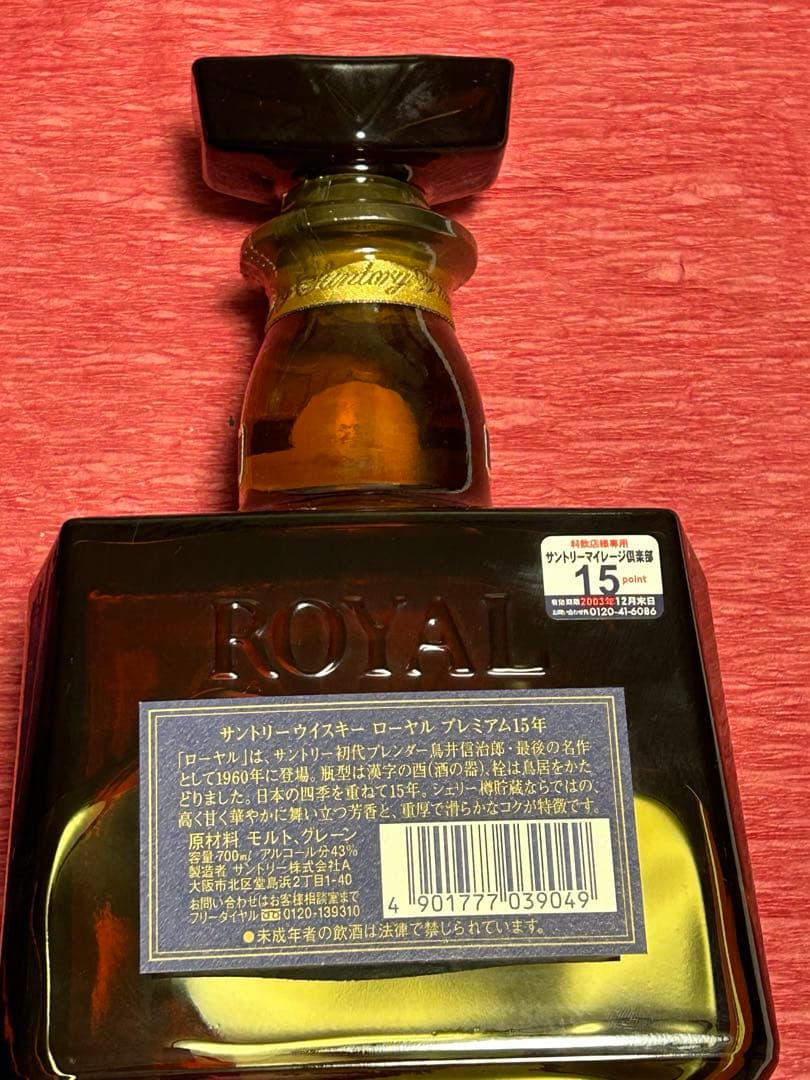 Suntory
料飲店様専用
サントリーマイレージ倶楽部
15 point
有効期限2003年12月末日
お問い合わせ先 0120-41-6086
ROYAL
サントリーウイスキー ローヤル プレミアム15年
「ローヤル」は、サントリー初代ブレンダー鳥井信治郎・最後の名作
として1960年に登場。瓶型は漢字の酉(酒の器)、栓は鳥居をかた
どりました。日本の四季を重ねて15年。シェリー樽貯蔵ならではの、
高く甘く華やかに舞い立つ芳香と、重厚で滑らかなコクが特徴です。
原材料 モルト、グレーン
容量 700ml アルコール分43%
製造者 サントリー株式会社A
大阪市北区堂島浜2丁目1-40
お問い合わせはお客様相談室まで
フリーダイヤル 0120-139310
4 901777 039049
●未成年者の飲酒は法律で禁じられています。